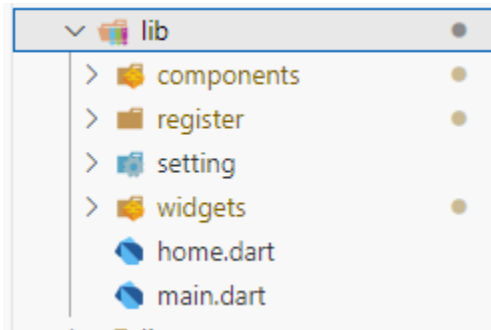 lib
components
register
setting
widgets
home.dart
main.dart